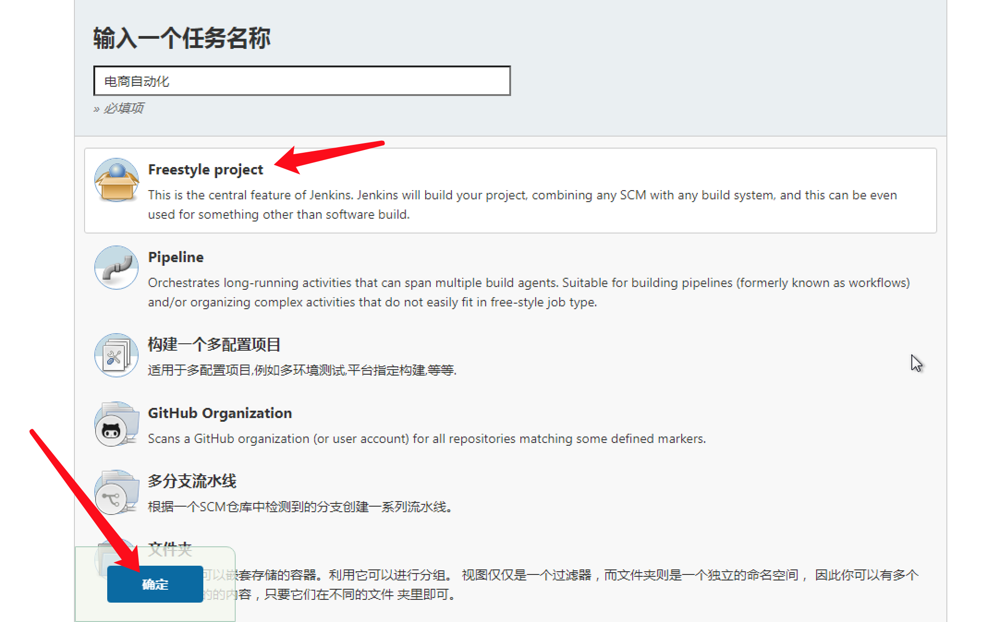 输入一个任务名称
电商自动化
» 必填项
Freestyle project
This is the central feature of Jenkins. Jenkins will build your project, combining any SCM with any build system, and this can be even
used for something other than software build.
Pipeline
Orchestrates long-running activities that can span multiple build agents. Suitable for building pipelines (formerly known as workflows)
and/or organizing complex activities that do not easily fit in free-style job type.
构建一个多配置项目
适用于多配置项目,例如多环境测试,平台指定构建,等等.
GitHub Organization
Scans a GitHub organization (or user account) for all repositories matching some defined markers.
多分支流水线
根据一个SCM仓库中检测到的分支创建一系列流水线。
文件夹
可以嵌套存储的容器。利用它可以进行分组。 视图仅仅是一个过滤器，而文件夹则是一个独立的命名空间， 因此你可以有多个
的的内容，只要它们在不同的文件 夹里即可。
确定